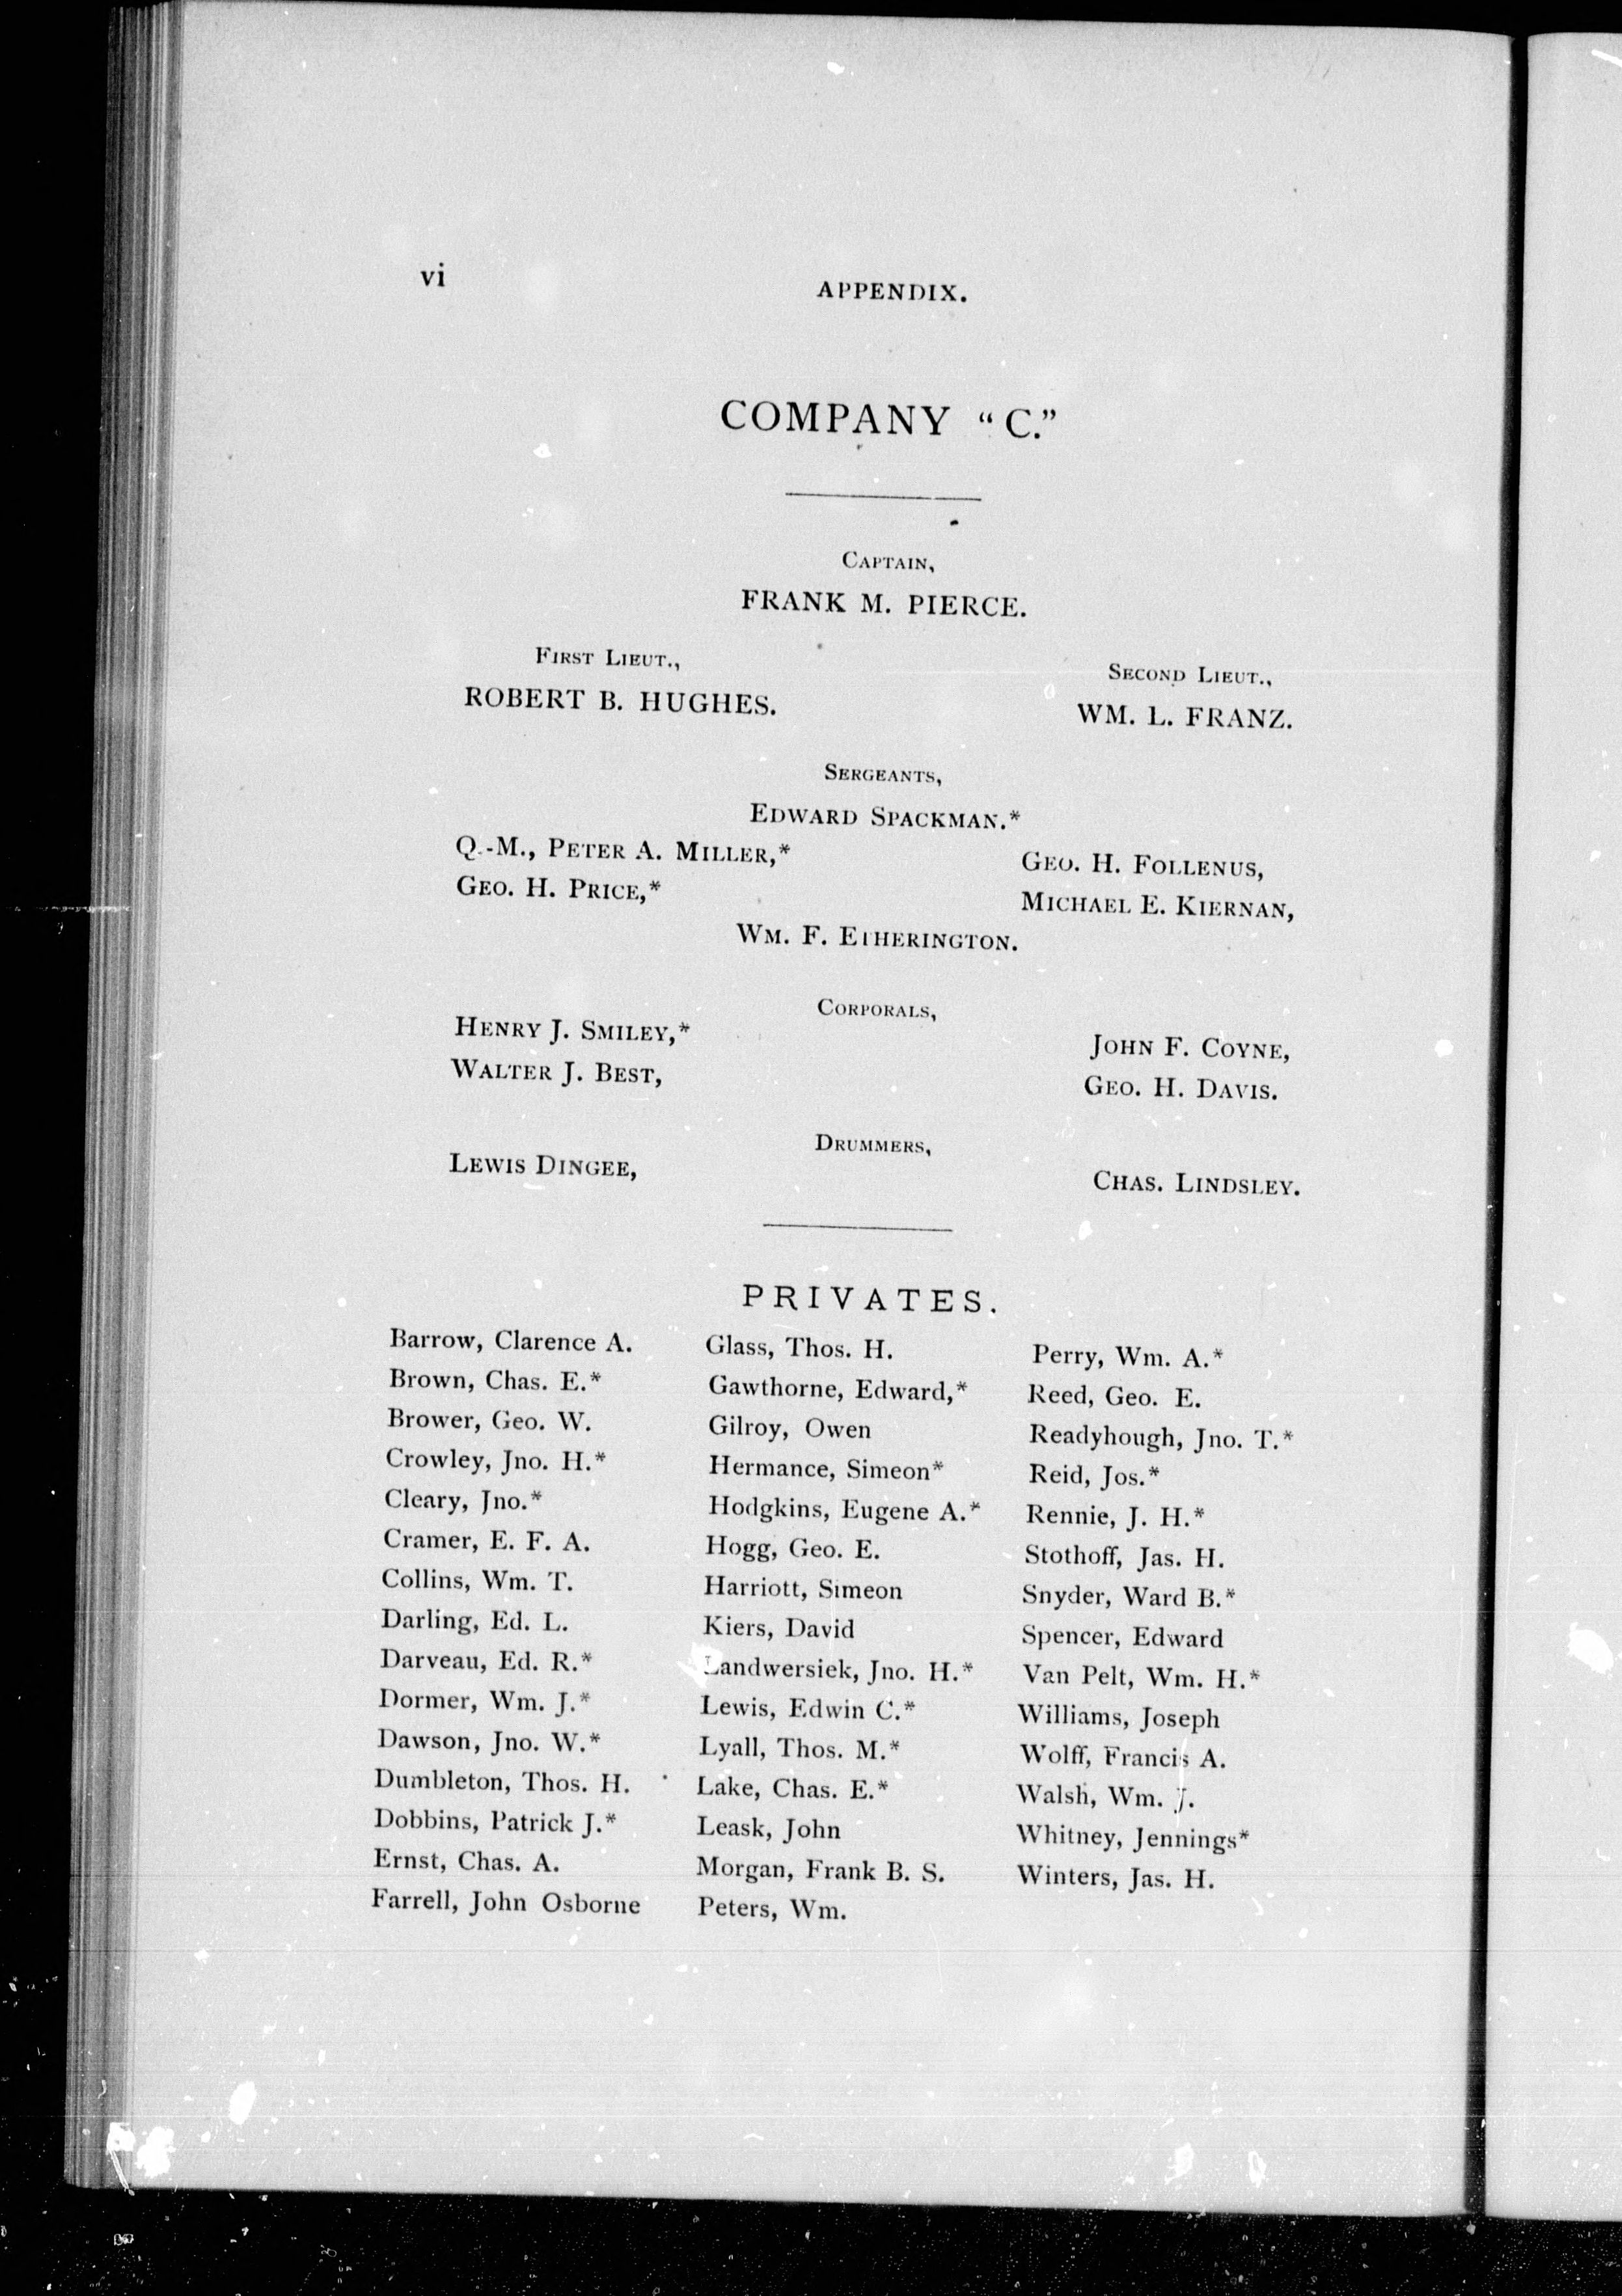 vi
APPENDIX.
COMPANY "C."
CAPTAIN,
FRANK M. PIERCE.
FIRST LIEUT.,
ROBERT B. HUGHES.
SECOND LIEUT.,
WM. L. FRANZ.
SERGEANTS,
EDWARD SPACKMAN.*
Q.-M., PETER A. MILLER,*
GEO. H. PRICE,*
GEO. H. FOLLENUS,
MICHAEL E. KIERNAN,
WM. F. ETHERINGTON.
CORPORALS,
HENRY J. SMILEY,*
WALTER J. BEST,
JOHN F. COYNE,
GEO. H. DAVIS.
DRUMMERS,
LEWIS DINGEE,
CHAS. LINDSLEY.
PRIVATES.
Barrow, Clarence A.
Brown, Chas. E.*
Brower, Geo. W.
Crowley, Jno. H.*
Cleary, Jno.*
Cramer, E. F. A.
Collins, Wm. T.
Darling, Ed. L.
Darveau, Ed. R.*
Dormer, Wm. J.*
Dawson, Jno. W.*
Dumbleton, Thos. H.
Dobbins, Patrick J.*
Ernst, Chas. A.
Farrell, John Osborne
Glass, Thos. H.
Gawthorne, Edward,*
Gilroy, Owen
Hermance, Simeon*
Hodgkins, Eugene A.*
Hogg, Geo. E.
Harriott, Simeon
Kiers, David
Landwersiek, Jno. H.*
Lewis, Edwin C.*
Lyall, Thos. M.*
Lake, Chas. E.*
Leask, John
Morgan, Frank B. S.
Peters, Wm.
Perry, Wm. A.*
Reed, Geo. E.
Readyhough, Jno. T.*
Reid, Jos.*
Rennie, J. H.*
Stothoff, Jas. H.
Snyder, Ward B.*
Spencer, Edward
Van Pelt, Wm. H.*
Williams, Joseph
Wolff, Francis A.
Walsh, Wm. J.
Whitney, Jennings*
Winters, Jas. H.